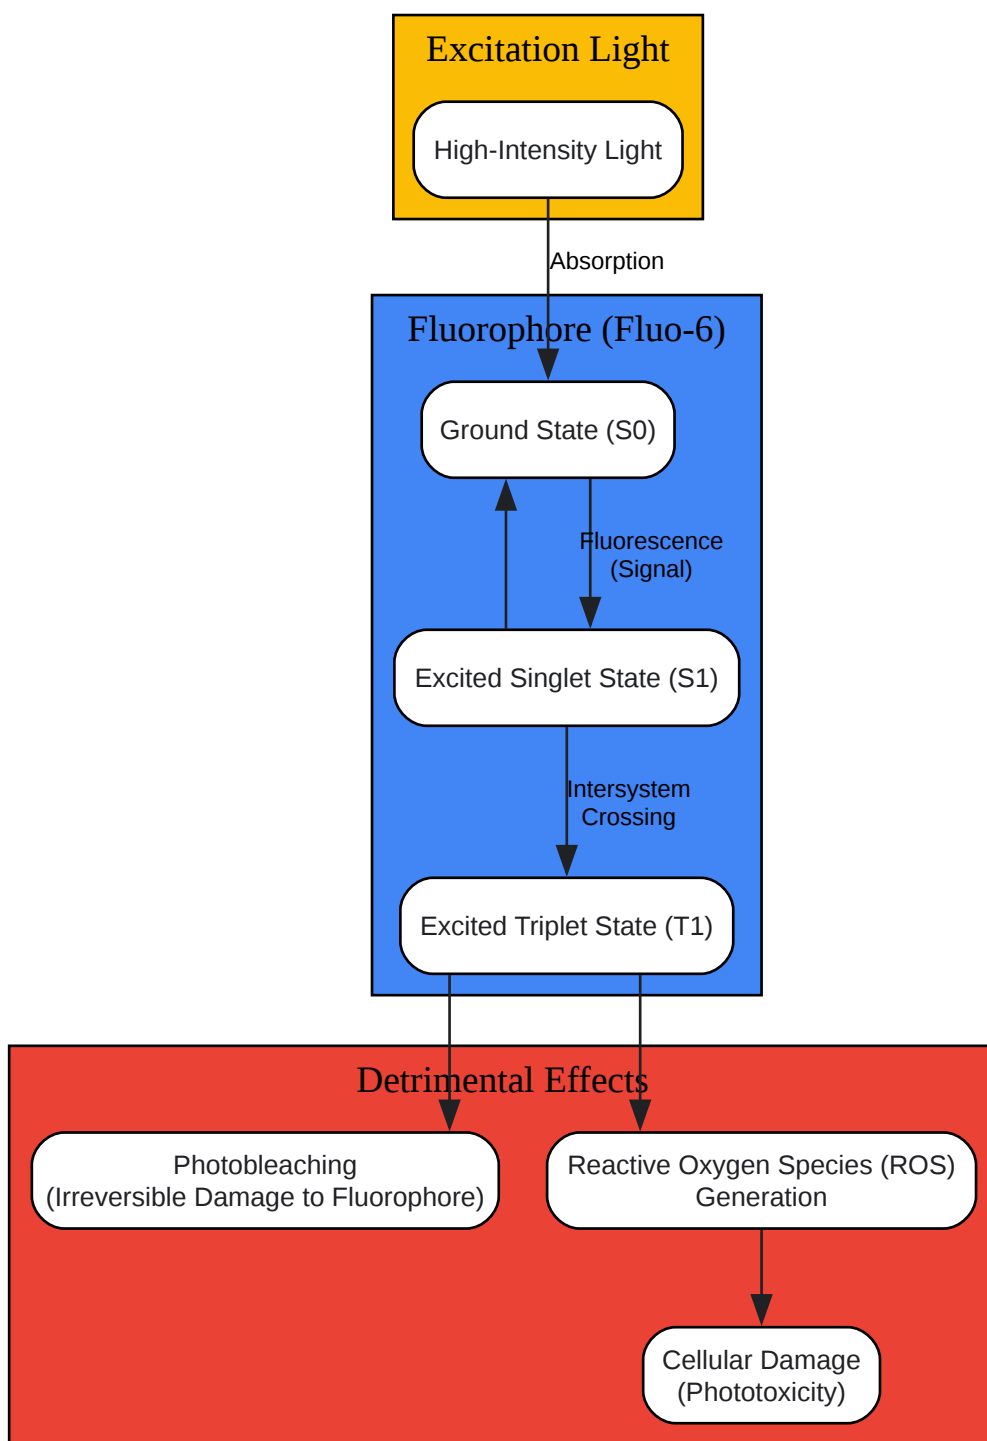 Excitation Light
High-Intensity Light
Absorption
Fluorophore (Fluo-6)
Ground State (S0)
Fluorescence
(Signal)
Excited Singlet State (S1)
Intersystem
Crossing
Excited Triplet State (T1)
Detrimental Effects
Photobleaching
(Irreversible Damage to Fluorophore)
Reactive Oxygen Species (ROS)
Generation
Cellular Damage
(Phototoxicity)